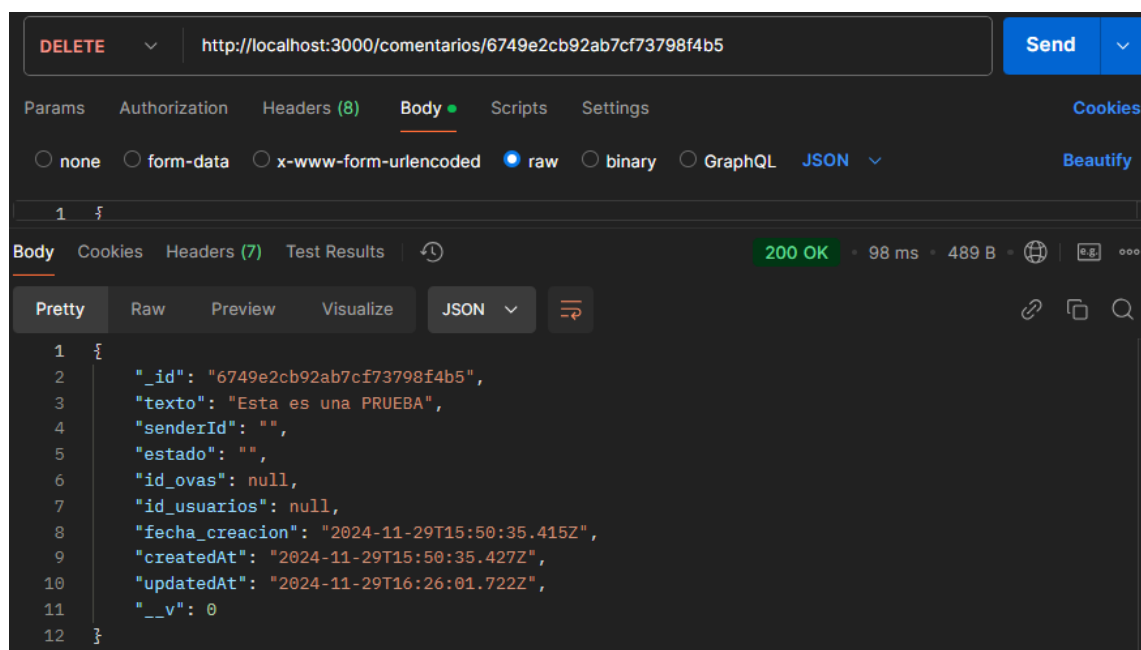 DELETE http://localhost:3000/comentarios/6749e2cb92ab7cf73798f4b5 Send
Params Authorization Headers (8) Body Scripts Settings Cookies
none form-data x-www-form-urlencoded raw binary GraphQL JSON Beautify
1 {
Body Cookies Headers (7) Test Results 200 OK 98 ms 489 B e.g.
Pretty Raw Preview Visualize JSON
1 {
2 "_id": "6749e2cb92ab7cf73798f4b5",
3 "texto": "Esta es una PRUEBA",
4 "senderId": "",
5 "estado": "",
6 "id_ovas": null,
7 "id_usuarios": null,
8 "fecha_creacion": "2024-11-29T15:50:35.415Z",
9 "createdAt": "2024-11-29T15:50:35.427Z",
10 "updatedAt": "2024-11-29T16:26:01.722Z",
11 "__v": 0
12 }